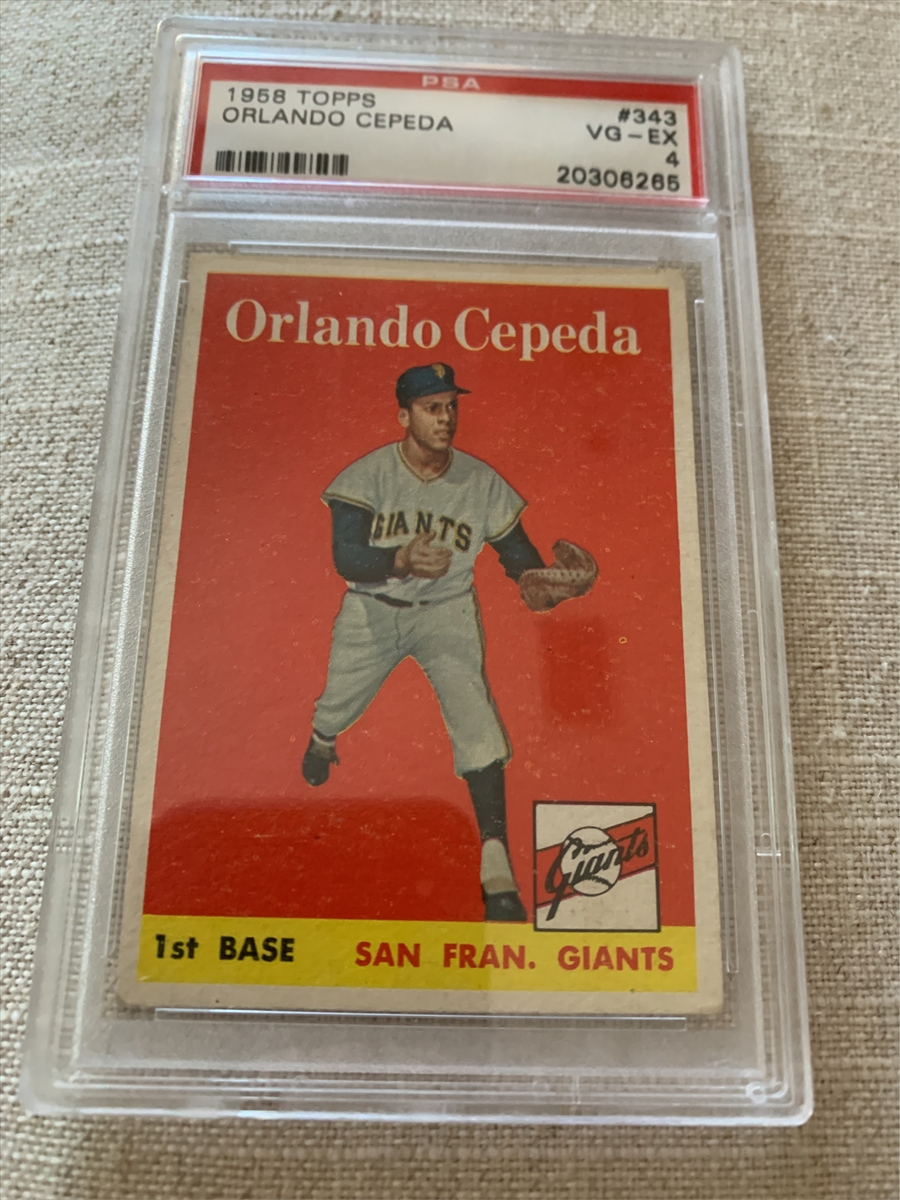 PSA
1958 TOPPS #343
ORLANDO CEPEDA VG-EX
4
20306265
Orlando Cepeda
GIANTS
Giants
1st BASE SAN FRAN. GIANTS